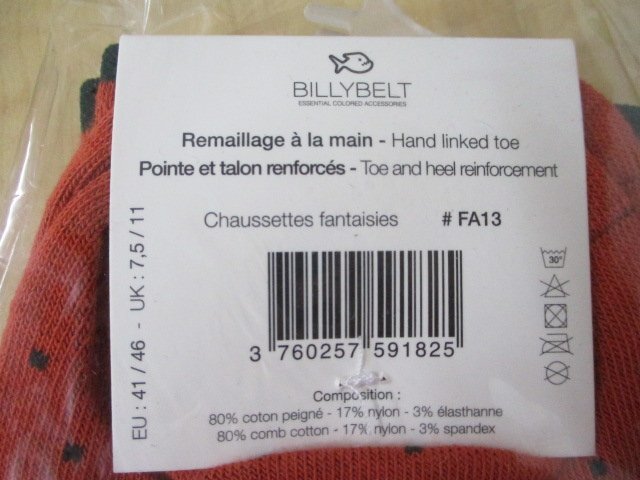 BILLYBELT
ESSENTIAL COLORED ACCESSORIES
Remaillage à la main - Hand linked toe
Pointe et talon renforcés - Toe and heel reinforcement
Chaussettes fantaisies # FA13
EU : 41 / 46 - UK : 7,5 / 11
30°
3 760257 591825
Composition :
80% coton peigné - 17% nylon - 3% élasthanne
80% comb cotton - 17% nylon - 3% spandex